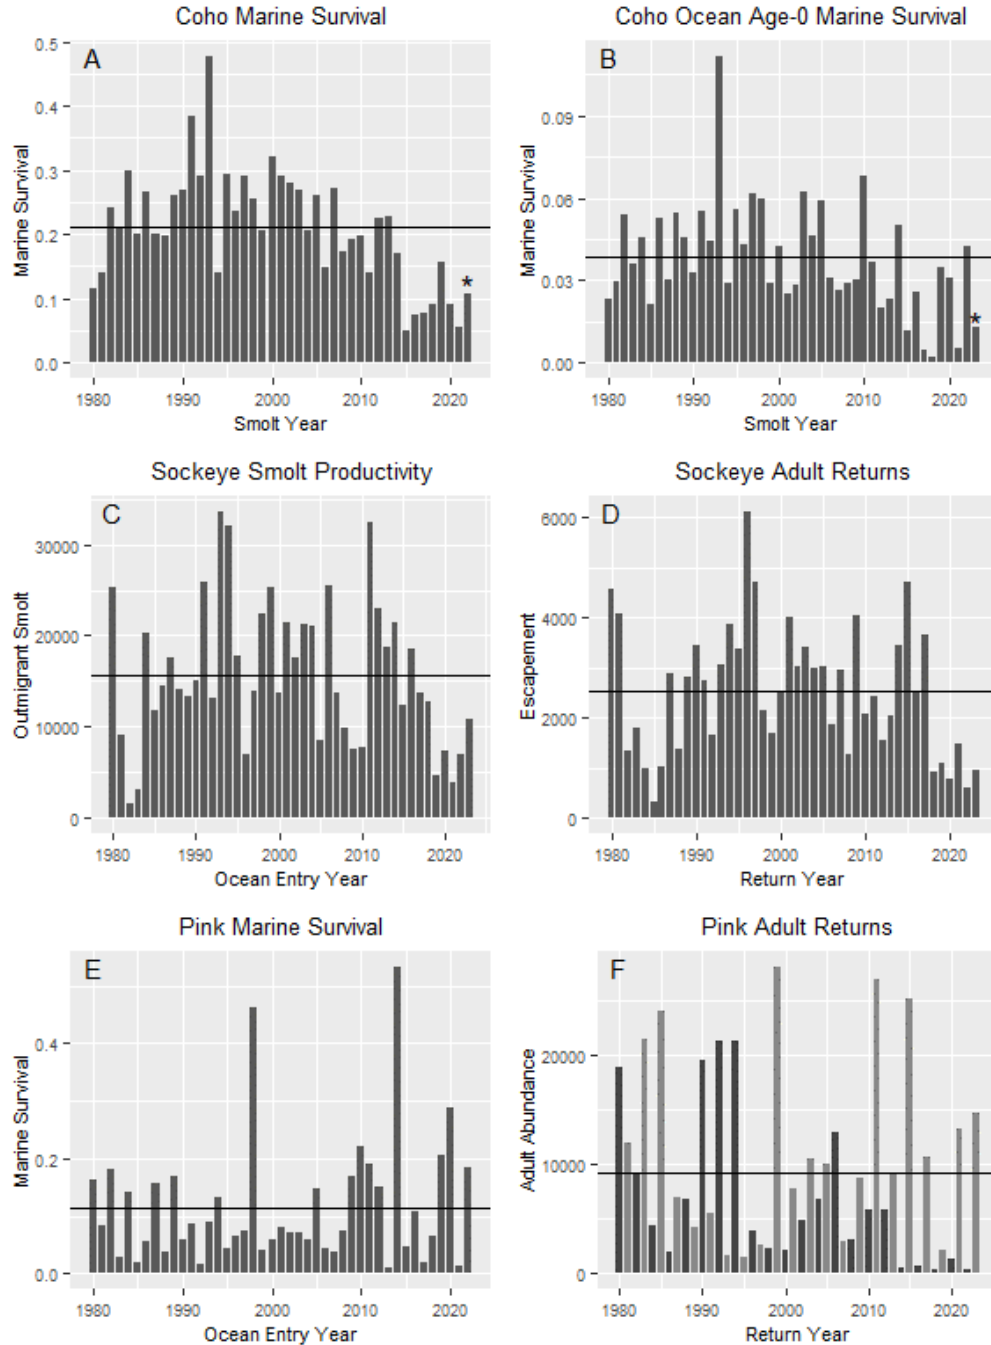 Coho Marine Survival
A
Marine Survival
0.5
0.4
0.3
0.2
0.1
0.0
*
1980 1990 2000 2010 2020
Smolt Year
Coho Ocean Age-0 Marine Survival
B
Marine Survival
0.09
0.06
0.03
0.00
*
1980 1990 2000 2010 2020
Smolt Year
Sockeye Smolt Productivity
C
Outmigrant Smolt
30000
20000
10000
0
1980 1990 2000 2010 2020
Ocean Entry Year
Sockeye Adult Returns
D
Escapement
6000
4000
2000
0
1980 1990 2000 2010 2020
Return Year
Pink Marine Survival
E
Marine Survival
0.4
0.2
0.0
1980 1990 2000 2010 2020
Ocean Entry Year
Pink Adult Returns
F
Adult Abundance
20000
10000
0
1980 1990 2000 2010 2020
Return Year